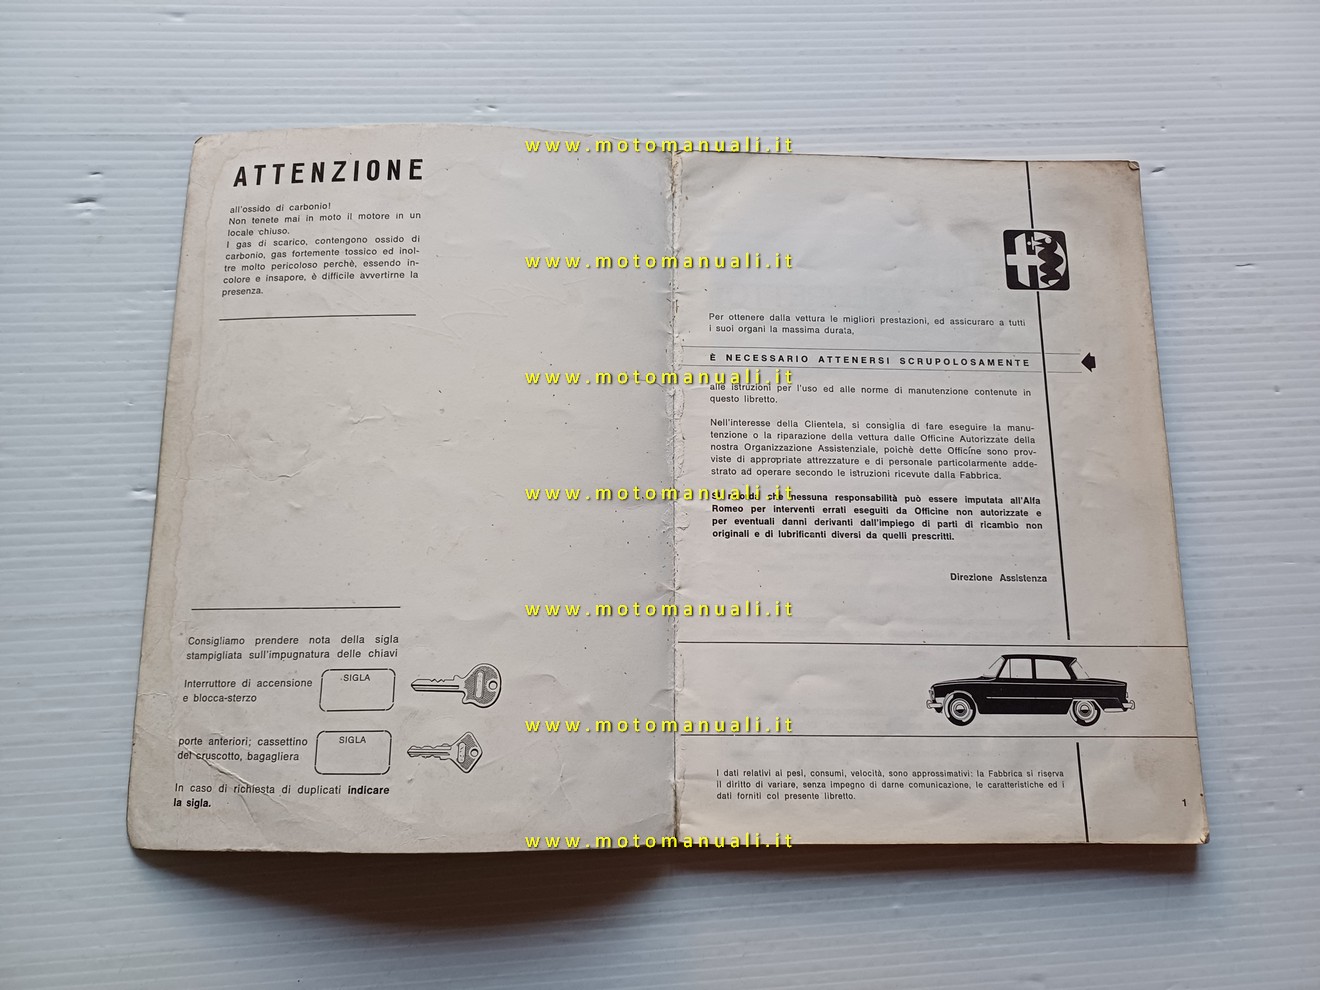 ATTENZIONE
all'ossido di carbonio!
Non tenete mai in moto il motore in un
locale chiuso.
I gas di scarico, contengono ossido di
carbonio, gas fortemente tossico ed inol-
tre molto pericoloso perchè, essendo in-
colore e insapore, è difficile avvertirne la
presenza.
Consigliamo prendere nota della sigla
stampigliata sull'impugnatura delle chiavi
Interruttore di accensione
e blocca-sterzo
SIGLA
porte anteriori; cassettino
del cruscotto, bagagliera
SIGLA
In caso di richiesta di duplicati indicare
la sigla.
Per ottenere dalla vettura le migliori prestazioni, ed assicurare a tutti
i suoi organi la massima durata,
È NECESSARIO ATTENERSI SCRUPOLOSAMENTE
alle istruzioni per l'uso ed alle norme di manutenzione contenute in
questo libretto.
Nell'interesse della Clientela, si consiglia di fare eseguire la manu-
tenzione o la riparazione della vettura dalle Officine Autorizzate della
nostra Organizzazione Assistenziale, poichè dette Officine sono prov-
viste di appropriate attrezzature e di personale particolarmente adde-
strato ad operare secondo le istruzioni ricevute dalla Fabbrica.
Si ricorda che nessuna responsabilità può essere imputata all'Alfa
Romeo per interventi errati eseguiti da Officine non autorizzate e
per eventuali danni derivanti dall'impiego di parti di ricambio non
originali e di lubrificanti diversi da quelli prescritti.
Direzione Assistenza
I dati relativi ai pesi, consumi, velocità, sono approssimativi: la Fabbrica si riserva
il diritto di variare, senza impegno di darne comunicazione, le caratteristiche ed i
dati forniti col presente libretto.
1
www.motomanuali.it
www.motomanuali.it
www.motomanuali.it
www.motomanuali.it
www.motomanuali.it
www.motomanuali.it
www.motomanuali.it